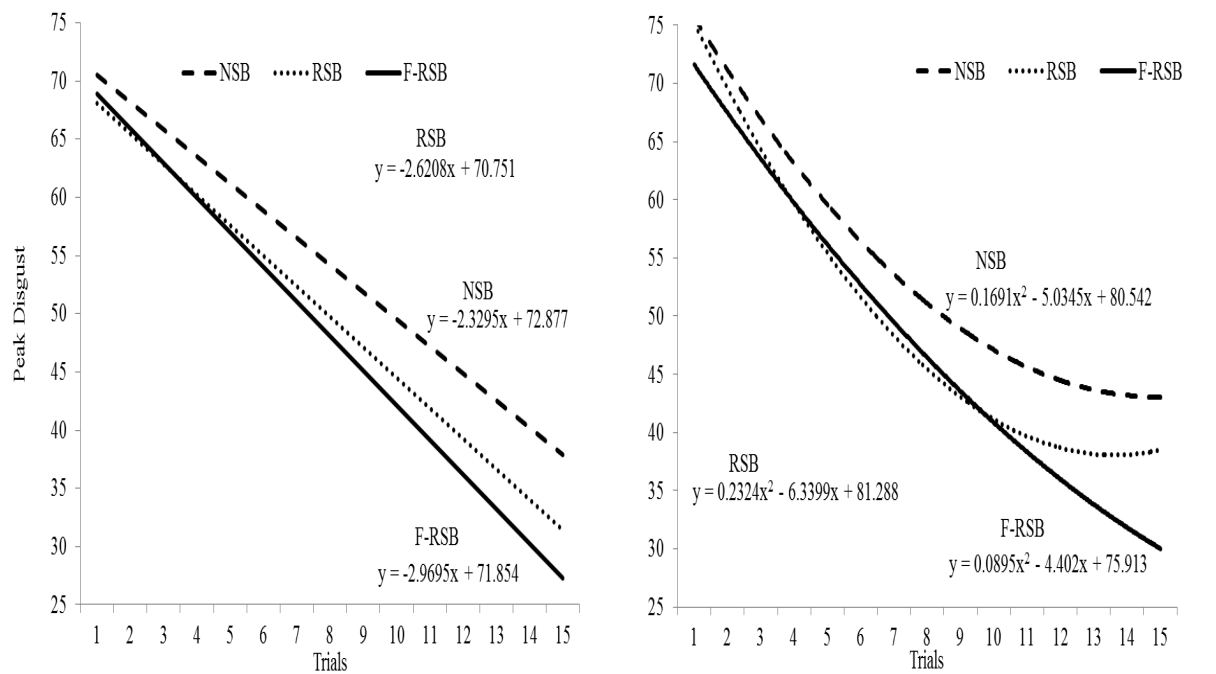 75
70
65
60
55
50
45
40
35
30
25
Peak Disgust
NSB RSB F-RSB
RSB
y = -2.6208x + 70.751
NSB
y = -2.3295x + 72.877
F-RSB
y = -2.9695x + 71.854
1 2 3 4 5 6 7 8 9 10 11 12 13 14 15
Trials
75
70
65
60
55
50
45
40
35
30
25
NSB RSB F-RSB
NSB
y = 0.1691x² - 5.0345x + 80.542
RSB
y = 0.2324x² - 6.3399x + 81.288
F-RSB
y = 0.0895x² - 4.402x + 75.913
1 2 3 4 5 6 7 8 9 10 11 12 13 14 15
Trials